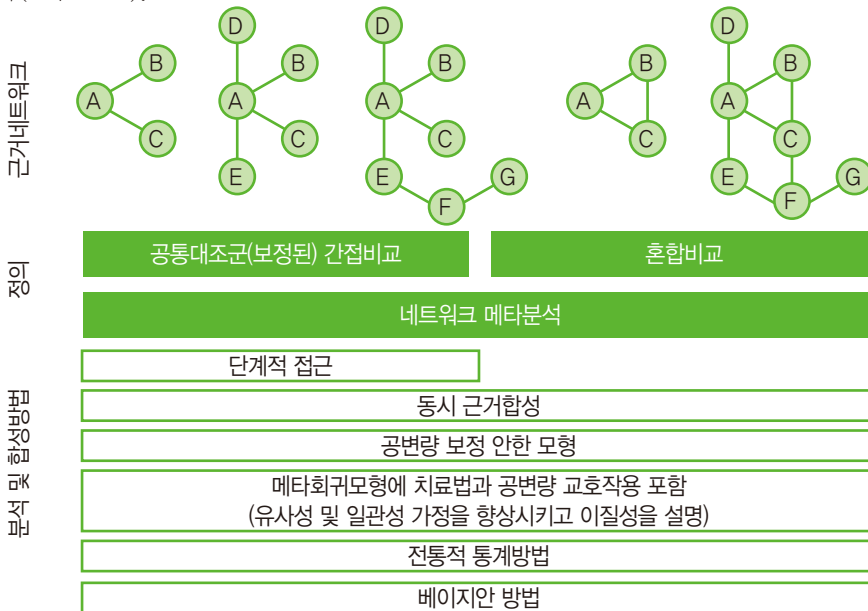 근거네트워크
A
B
C
D
A
B
C
E
D
A
B
C
E
F
G
A
B
C
D
A
B
C
E
F
G
정의
공통대조군(보정된) 간접비교
혼합비교
네트워크 메타분석
분석 및 합성방법
단계적 접근
동시 근거합성
공변량 보정 안한 모형
메타회귀모형에 치료법과 공변량 교호작용 포함
(유사성 및 일관성 가정을 향상시키고 이질성을 설명)
전통적 통계방법
베이지안 방법